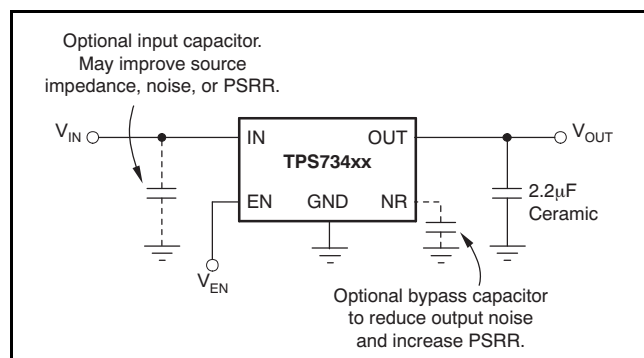 Optional input capacitor.
May improve source
impedance, noise, or PSRR.
VIN
IN
OUT
VOUT
TPS734xx
EN
GND
NR
2.2µF
Ceramic
VEN
Optional bypass capacitor
to reduce output noise
and increase PSRR.